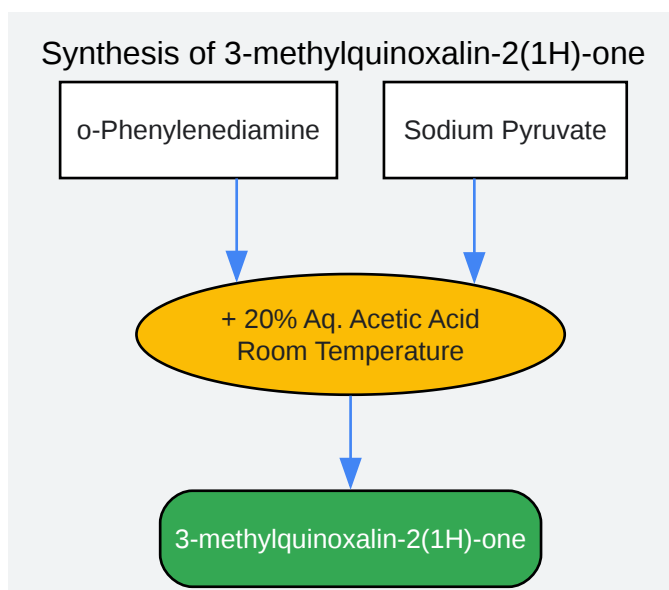 Synthesis of 3-methylquinoxalin-2(1H)-one
o-Phenylenediamine
Sodium Pyruvate
+ 20% Aq. Acetic Acid
Room Temperature
3-methylquinoxalin-2(1H)-one